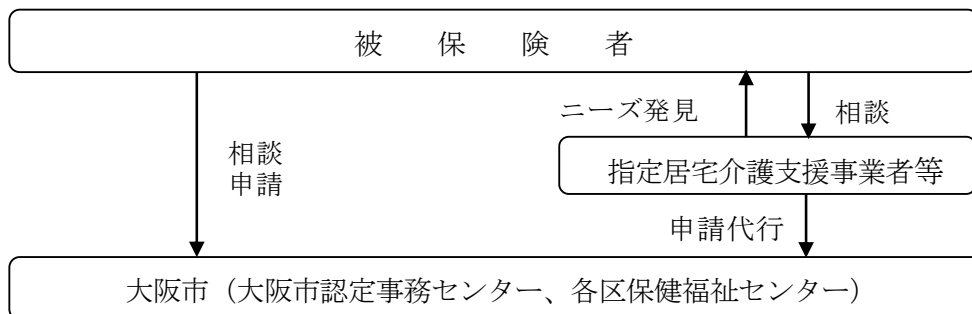 被　保　険　者
ニーズ発見
相談
相談
申請
指定居宅介護支援事業者等
申請代行
大阪市（大阪市認定事務センター、各区保健福祉センター）